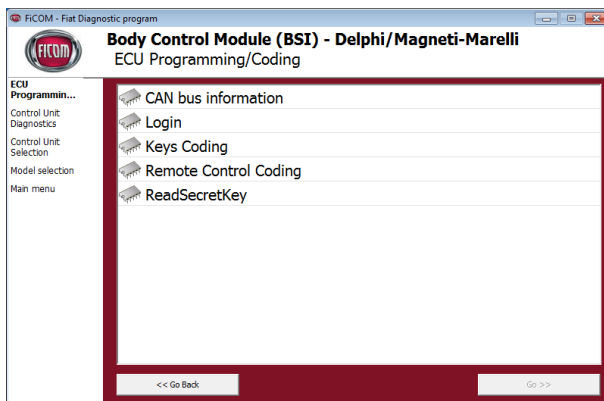 FiCOM - Fiat Diagnostic program
FICOM
Body Control Module (BSI) - Delphi/Magneti-Marelli
ECU Programming/Coding
ECU
Programmin...
Control Unit
Diagnostics
Control Unit
Selection
Model selection
Main menu
CAN bus information
Login
Keys Coding
Remote Control Coding
ReadSecretKey
<< Go Back
Go >>